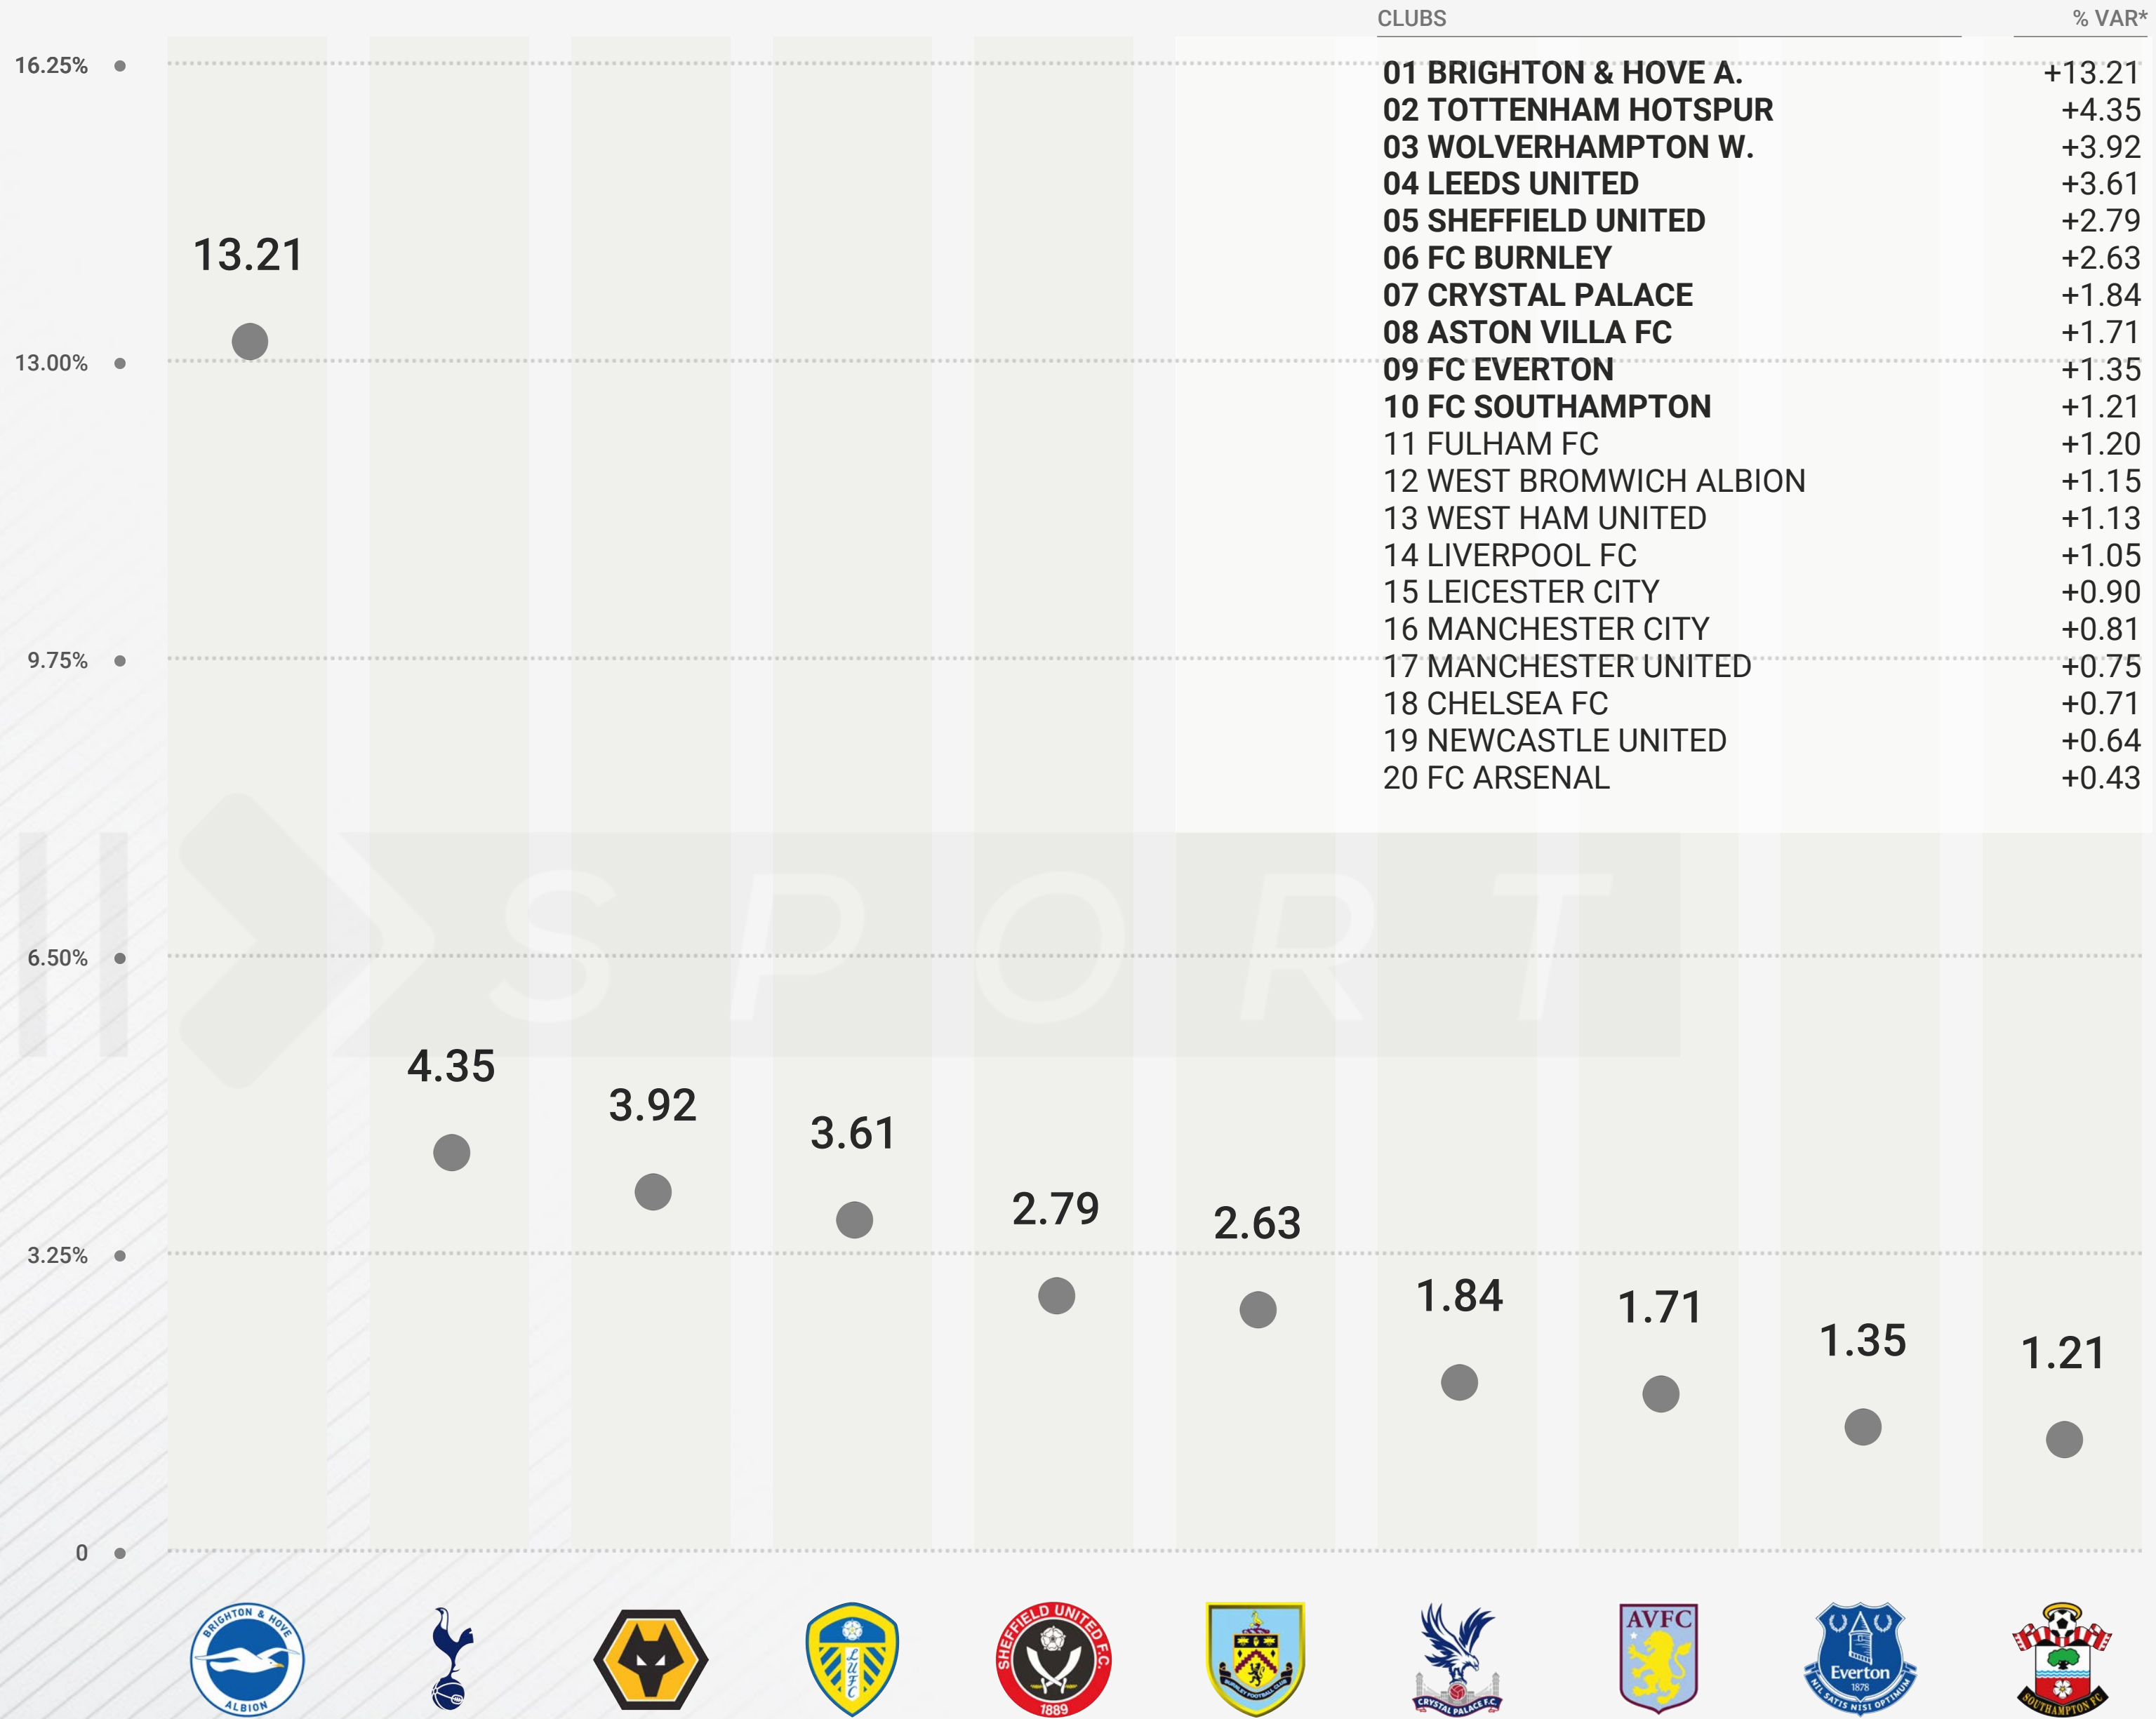 CLUBS % VAR*
16.25%
01 BRIGHTON & HOVE A. +13.21
02 TOTTENHAM HOTSPUR +4.35
03 WOLVERHAMPTON W. +3.92
04 LEEDS UNITED +3.61
05 SHEFFIELD UNITED +2.79
06 FC BURNLEY +2.63
07 CRYSTAL PALACE +1.84
08 ASTON VILLA FC +1.71
09 FC EVERTON +1.35
10 FC SOUTHAMPTON +1.21
11 FULHAM FC +1.20
12 WEST BROMWICH ALBION +1.15
13 WEST HAM UNITED +1.13
14 LIVERPOOL FC +1.05
15 LEICESTER CITY +0.90
16 MANCHESTER CITY +0.81
17 MANCHESTER UNITED +0.75
18 CHELSEA FC +0.71
19 NEWCASTLE UNITED +0.64
20 FC ARSENAL +0.43
13.21
13.00%
9.75%
SPORT
6.50%
4.35
3.92
3.61
2.79
2.63
3.25%
1.84
1.71
1.35
1.21
0
BRIGHTON & HOVE
ALBION
LUFC
SHEFFIELD UNITED F.C.
1889
BURNLEY FOOTBALL CLUB
CRYSTAL PALACE F.C.
AVFC
Everton
1878
NIL SATIS NISI OPTIMUM
SOUTHAMPTON FC